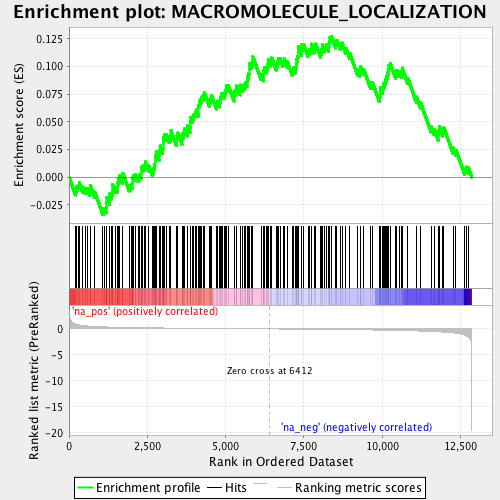 Enrichment plot: MACROMOLECULE_LOCALIZATION
Enrichment score (ES)
0.125
0.100
0.075
0.050
0.025
0.000
-0.025
'na_pos' (positively correlated)
Ranked list metric (PreRanked)
0
-5
-10
-15
-20
Zero cross at 6412
'na_neg' (negatively correlated)
0
2,500
5,000
7,500
10,000
12,500
Rank in Ordered Dataset
Enrichment profile
Hits
Ranking metric scores